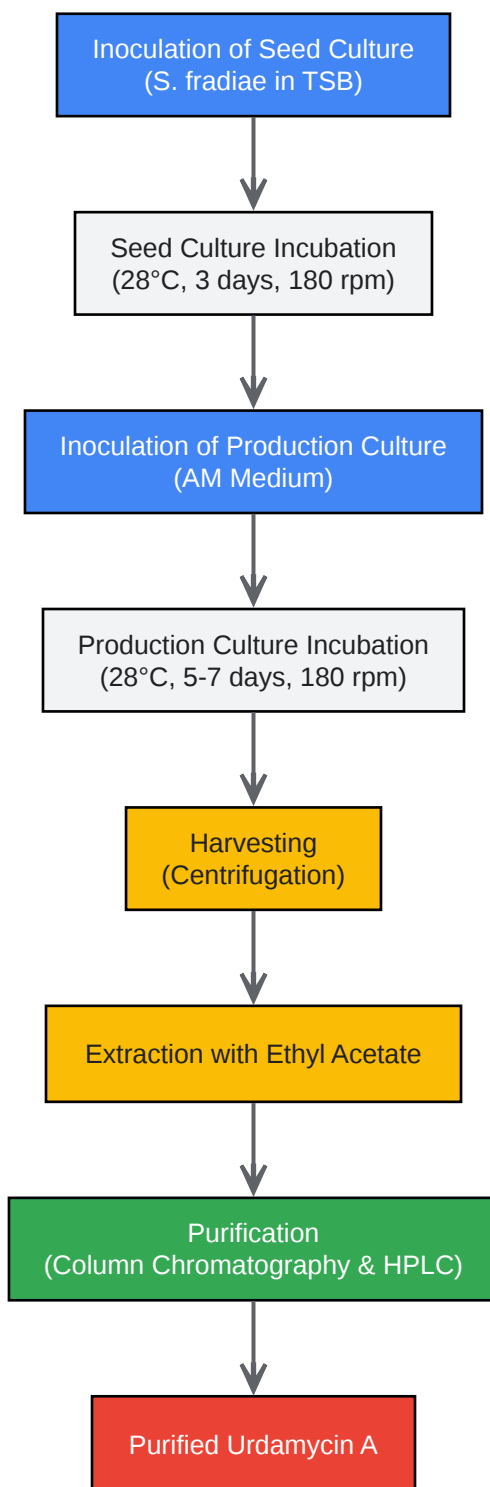 Inoculation of Seed Culture
(S. fradiae in TSB)
Seed Culture Incubation
(28°C, 3 days, 180 rpm)
Inoculation of Production Culture
(AM Medium)
Production Culture Incubation
(28°C, 5-7 days, 180 rpm)
Harvesting
(Centrifugation)
Extraction with Ethyl Acetate
Purification
(Column Chromatography & HPLC)
Purified Urdamycin A